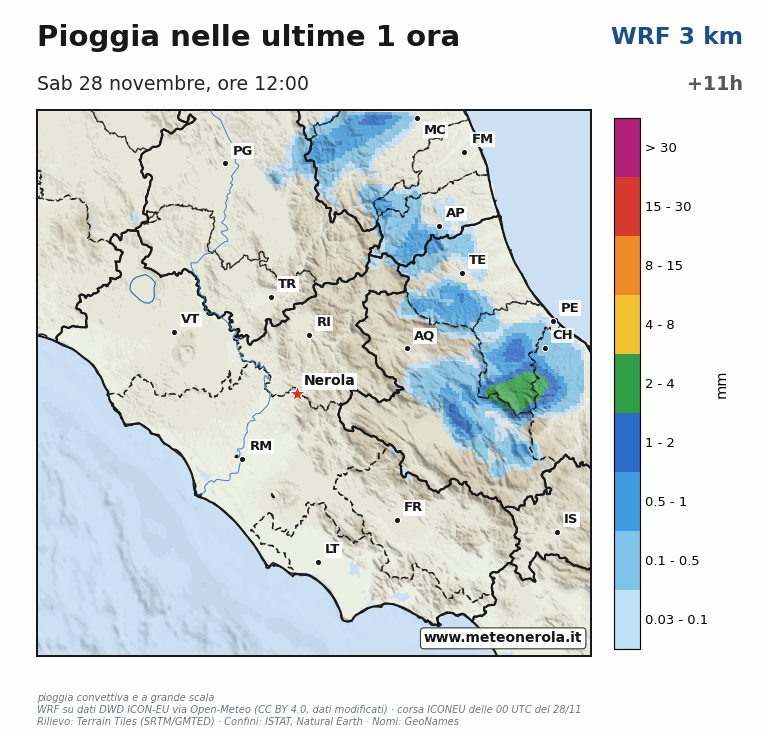 Pioggia nelle ultime 1 ora
WRF 3 km
Sab 28 novembre, ore 12:00
+11h
MC
FM
PG
AP
TE
TR
PE
VT
RI
AQ
CH
Nerola
RM
FR
IS
LT
www.meteonerola.it
> 30
15 - 30
8 - 15
4 - 8
2 - 4
1 - 2
0.5 - 1
0.1 - 0.5
0.03 - 0.1
mm
pioggia convettiva e a grande scala
WRF su dati DWD ICON-EU via Open-Meteo (CC BY 4.0, dati modificati) · corsa ICONEU delle 00 UTC del 28/11
Rilievo: Terrain Tiles (SRTM/GMTED) · Confini: ISTAT, Natural Earth · Nomi: GeoNames